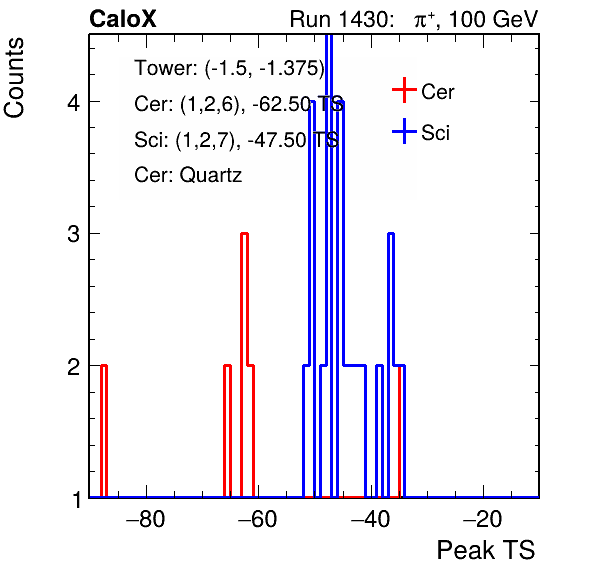 CaloX Run 1430: π⁺, 100 GeV
Counts
Tower: (-1.5, -1.375)
Cer: (1,2,6), -62.50 TS
Sci: (1,2,7), -47.50 TS
Cer: Quartz
Cer
Sci
4
3
2
1
−80 −60 −40 −20
Peak TS